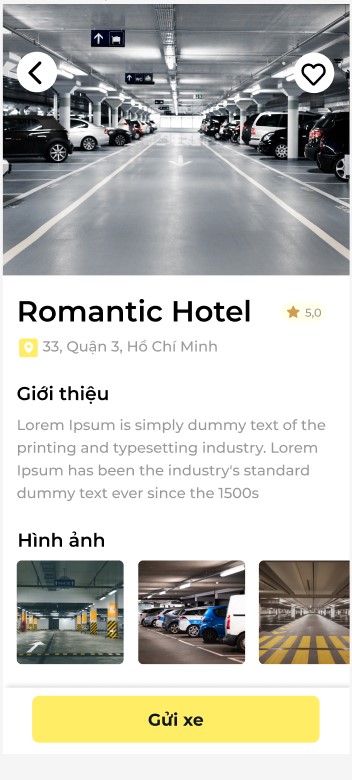 Romantic Hotel
5,0
33, Quận 3, Hồ Chí Minh
Giới thiệu
Lorem Ipsum is simply dummy text of the
printing and typesetting industry. Lorem
Ipsum has been the industry's standard
dummy text ever since the 1500s
Hình ảnh
Gửi xe